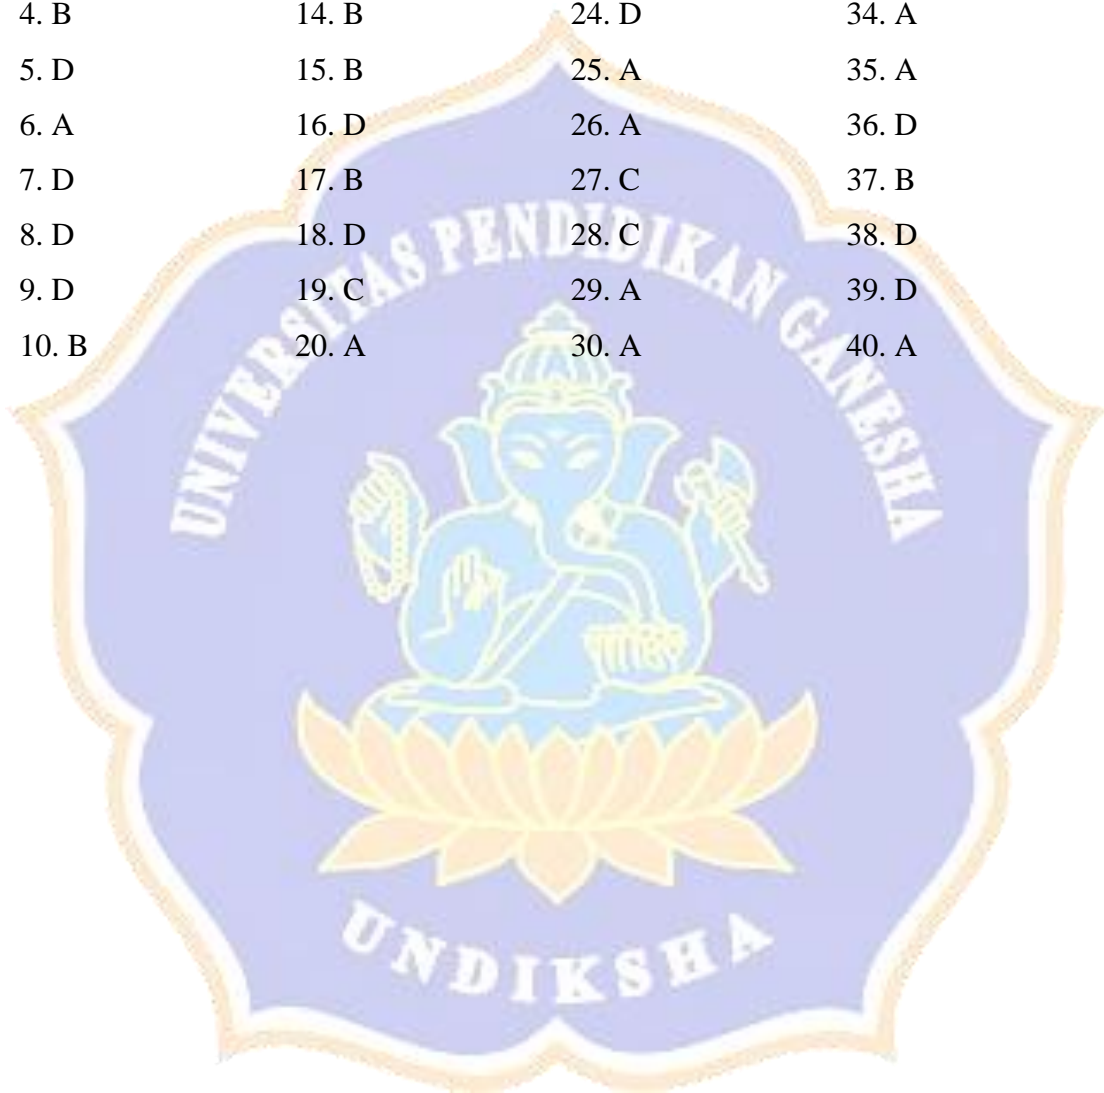 4. B 14. B 24. D 34. A
5. D 15. B 25. A 35. A
6. A 16. D 26. A 36. D
7. D 17. B 27. C 37. B
8. D 18. D 28. C 38. D
9. D 19. C 29. A 39. D
10. B 20. A 30. A 40. A
UNIVERSITAS PENDIDIKAN GANESHA
UNDIKSHA